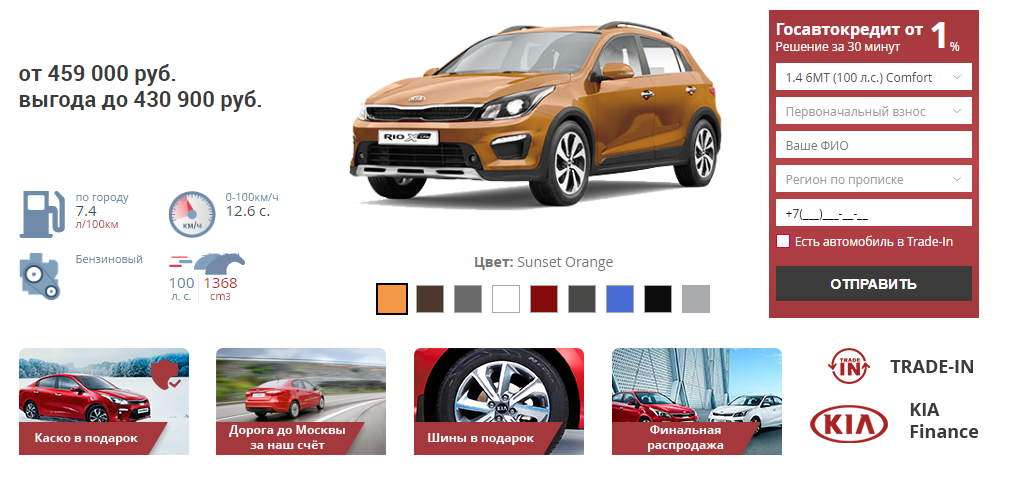 от 459 000 руб.
выгода до 430 900 руб.
по городу
7.4
л/100км
км/ч
0-100км/ч
12.6 с.
Бензиновый
100
л. с.
1368
cm3
KIA
RIO X
Цвет: Sunset Orange
Госавтокредит от 1%
Решение за 30 минут
1.4 6MT (100 л.с.) Comfort
Первоначальный взнос
Ваше ФИО
Регион по прописке
+7(___)___-__-__
Есть автомобиль в Trade-In
ОТПРАВИТЬ
Каско в подарок
Дорога до Москвы
за наш счёт
KIA
Шины в подарок
Финальная
распродажа
TRADE
IN
TRADE-IN
KIA
KIA
Finance